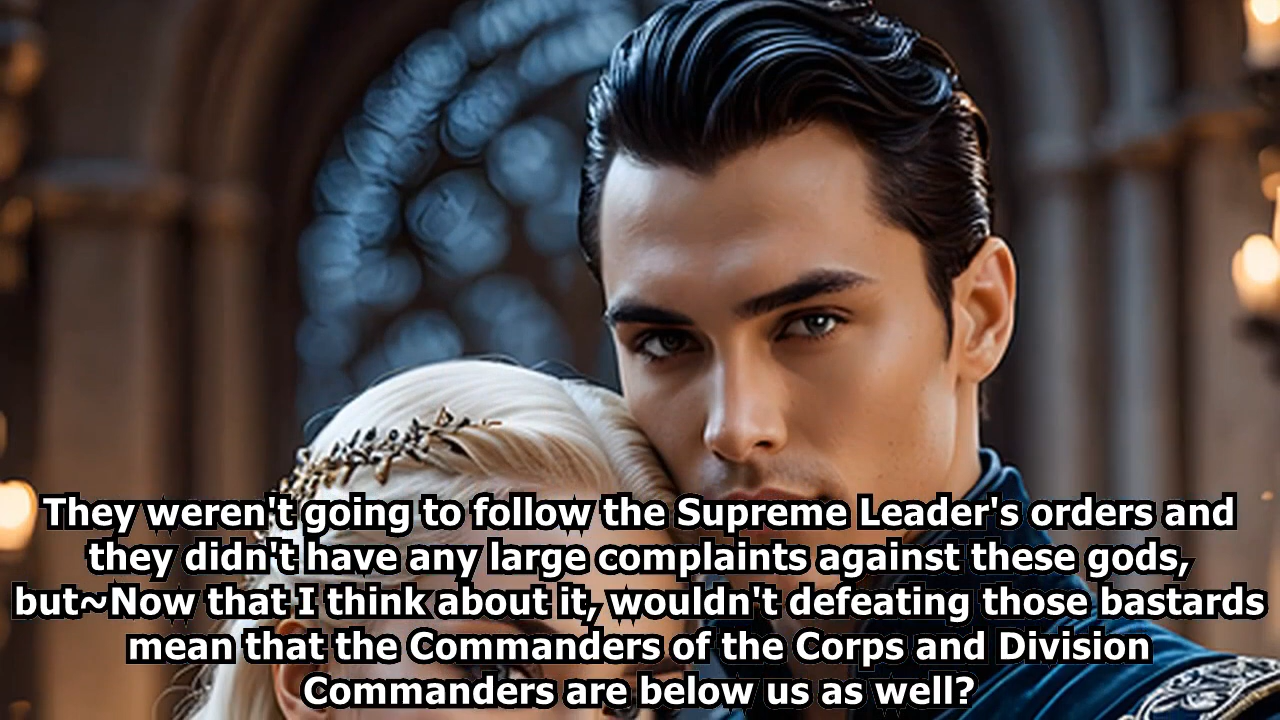 They weren't going to follow the Supreme Leader's orders and
they didn't have any large complaints against these gods,
but~Now that I think about it, wouldn't defeating those bastards
mean that the Commanders of the Corps and Division
Commanders are below us as well?